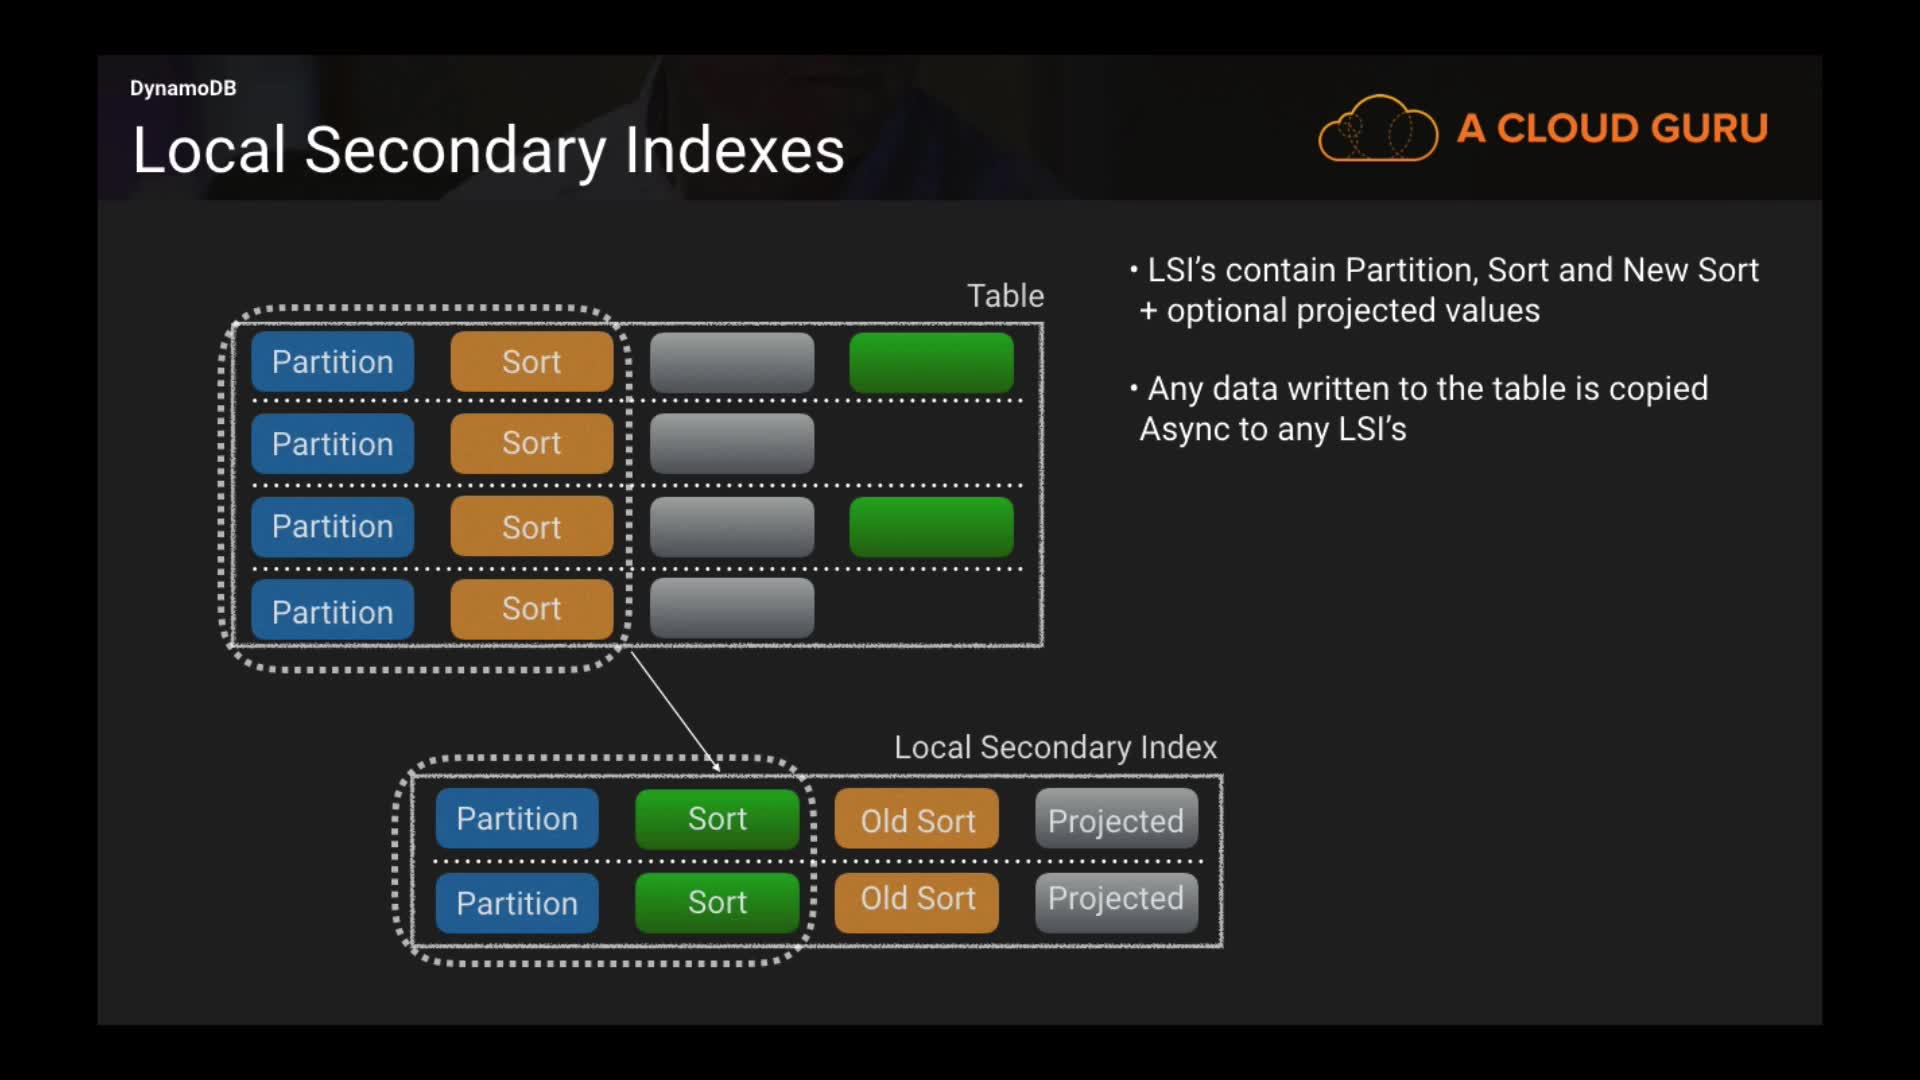 DynamoDB
Local Secondary Indexes
A CLOUD GURU
Table
Partition Sort
Partition Sort
Partition Sort
Partition Sort
• LSI’s contain Partition, Sort and New Sort
+ optional projected values
• Any data written to the table is copied
Async to any LSI’s
Local Secondary Index
Partition Sort Old Sort Projected
Partition Sort Old Sort Projected